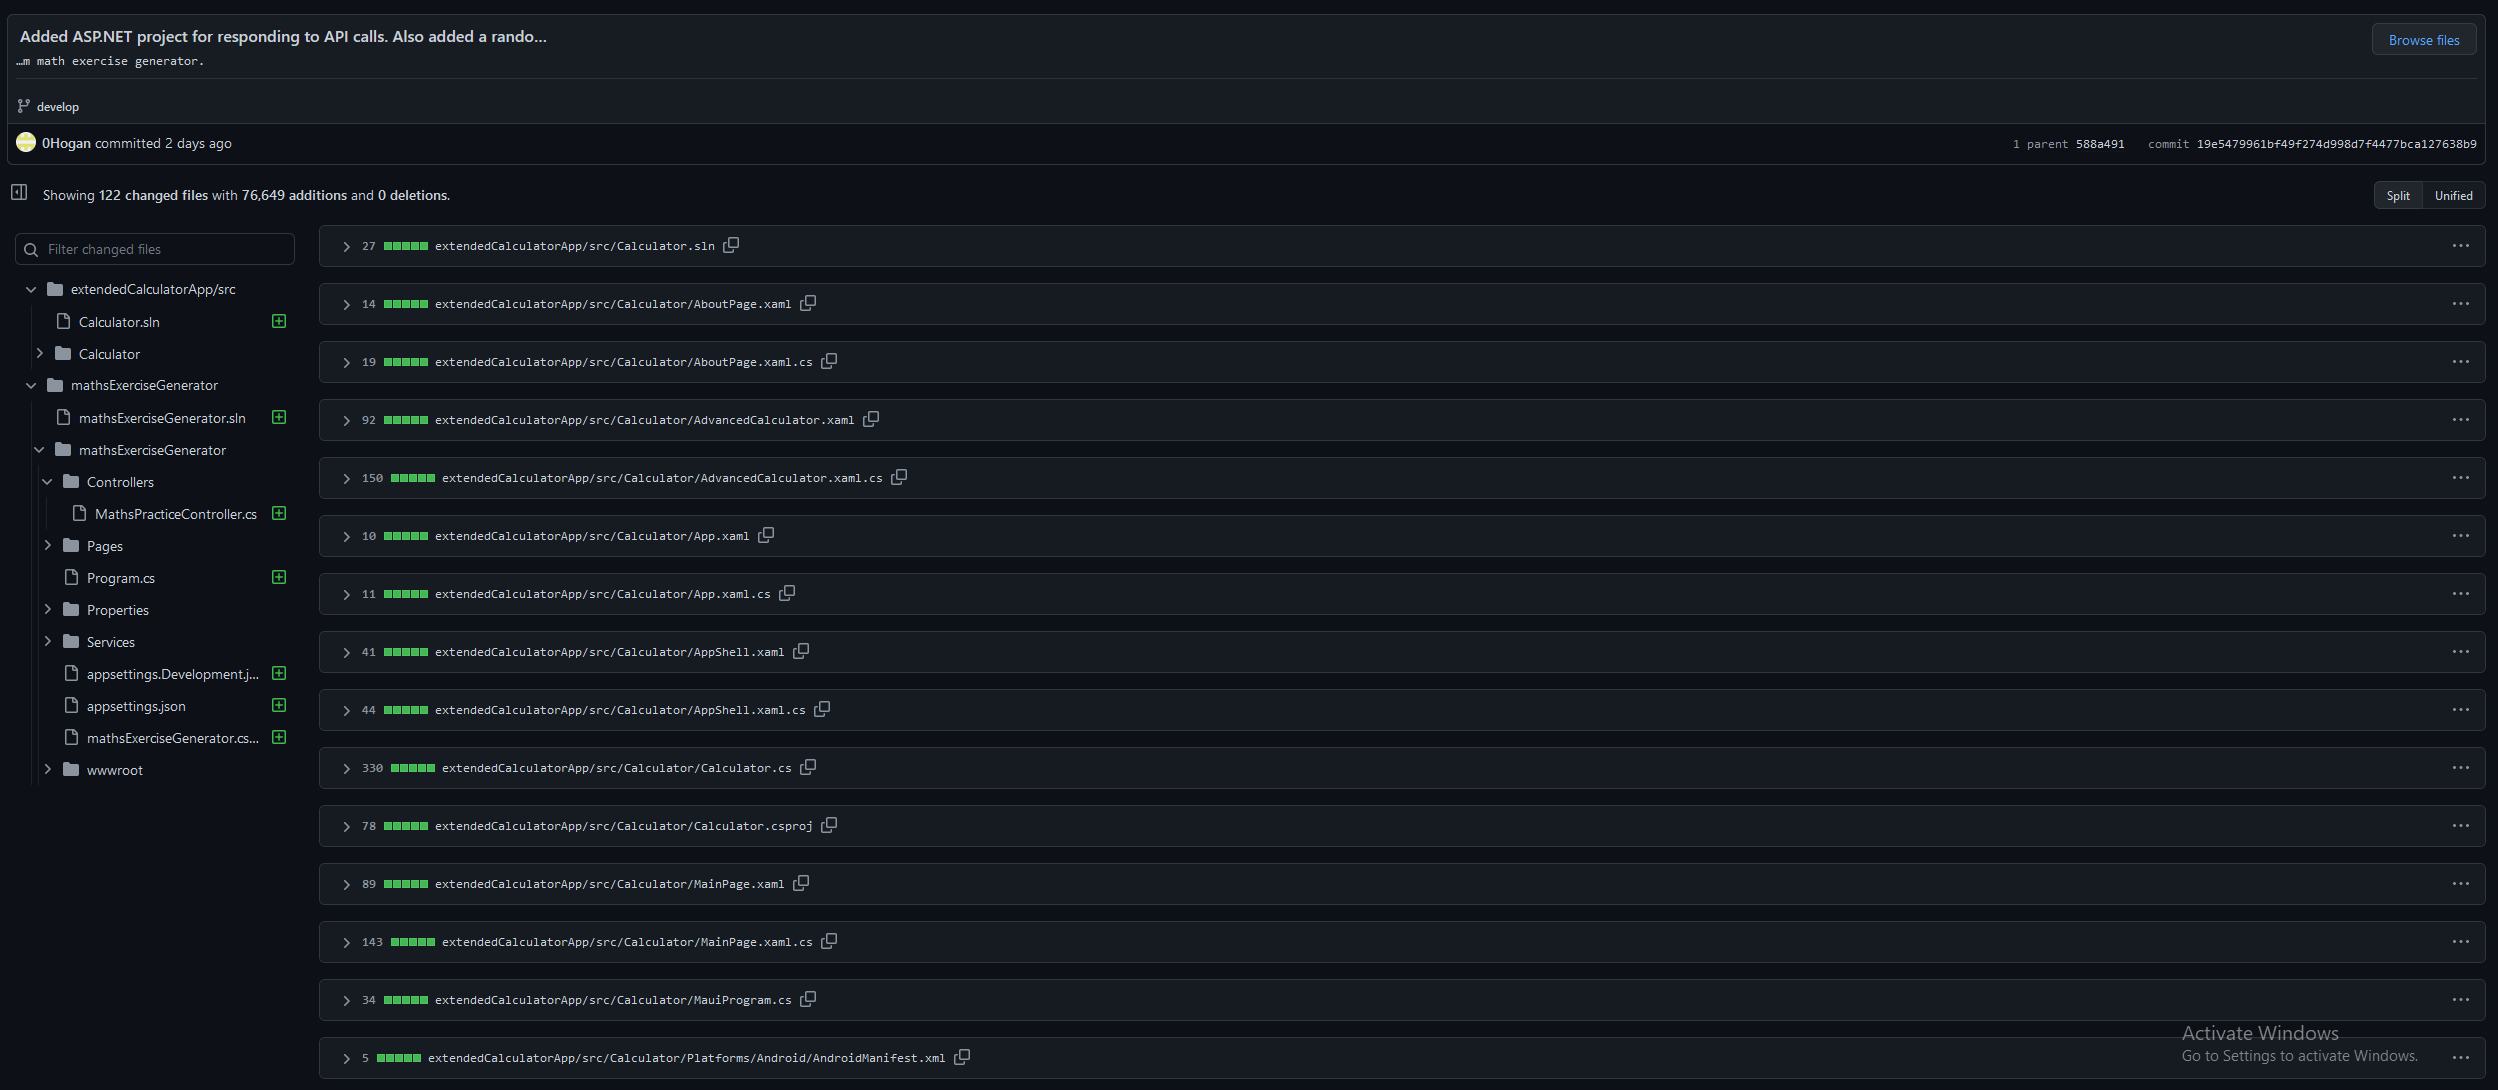 Added ASP.NET project for responding to API calls. Also added a rando...
Browse files
…m math exercise generator.
develop
0Hogan committed 2 days ago
1 parent 588a491 commit 19e5479961bf49f274d998d7f4477bca127638b9
Showing 122 changed files with 76,649 additions and 0 deletions.
Split Unified
Filter changed files
extendedCalculatorApp/src
Calculator.sln
Calculator
mathsExerciseGenerator
mathsExerciseGenerator.sln
mathsExerciseGenerator
Controllers
MathsPracticeController.cs
Pages
Program.cs
Properties
Services
appsettings.Development.j...
appsettings.json
mathsExerciseGenerator.cs...
wwwroot
27 extendedCalculatorApp/src/Calculator.sln
14 extendedCalculatorApp/src/Calculator/AboutPage.xaml
19 extendedCalculatorApp/src/Calculator/AboutPage.xaml.cs
92 extendedCalculatorApp/src/Calculator/AdvancedCalculator.xaml
150 extendedCalculatorApp/src/Calculator/AdvancedCalculator.xaml.cs
10 extendedCalculatorApp/src/Calculator/App.xaml
11 extendedCalculatorApp/src/Calculator/App.xaml.cs
41 extendedCalculatorApp/src/Calculator/AppShell.xaml
44 extendedCalculatorApp/src/Calculator/AppShell.xaml.cs
330 extendedCalculatorApp/src/Calculator/Calculator.cs
78 extendedCalculatorApp/src/Calculator/Calculator.csproj
89 extendedCalculatorApp/src/Calculator/MainPage.xaml
143 extendedCalculatorApp/src/Calculator/MainPage.xaml.cs
34 extendedCalculatorApp/src/Calculator/MauiProgram.cs
5 extendedCalculatorApp/src/Calculator/Platforms/Android/AndroidManifest.xml
Activate Windows
Go to Settings to activate Windows.